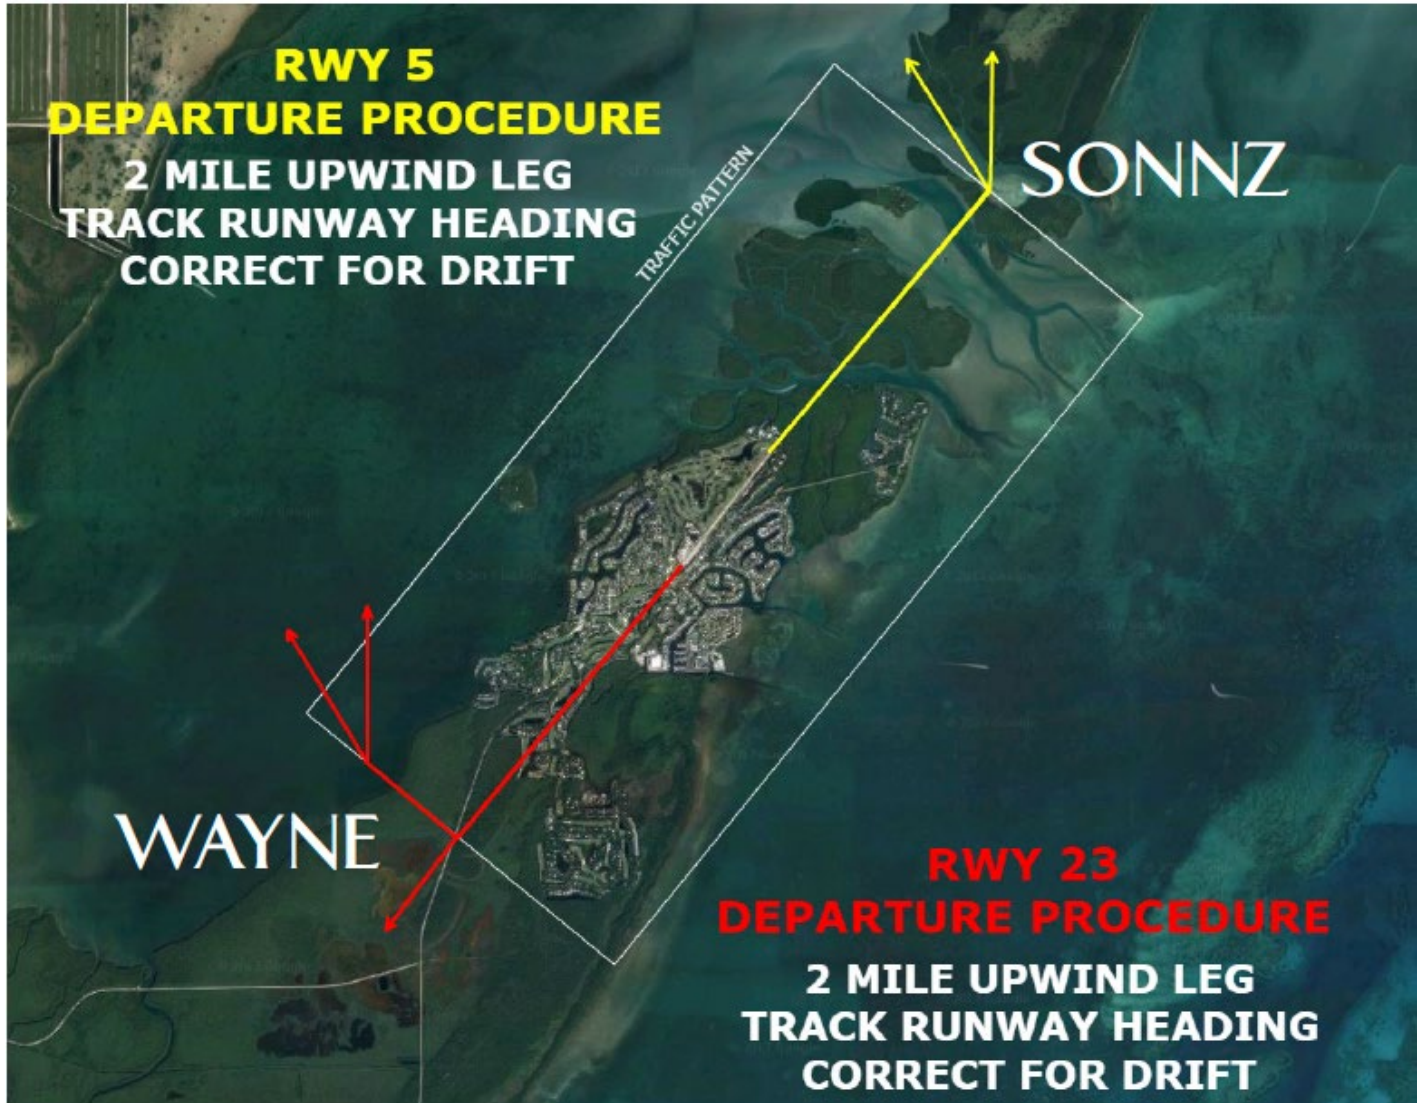 RWY 5
DEPARTURE PROCEDURE
2 MILE UPWIND LEG
TRACK RUNWAY HEADING
CORRECT FOR DRIFT
TRAFFIC PATTERN
SONNZ
WAYNE
RWY 23
DEPARTURE PROCEDURE
2 MILE UPWIND LEG
TRACK RUNWAY HEADING
CORRECT FOR DRIFT